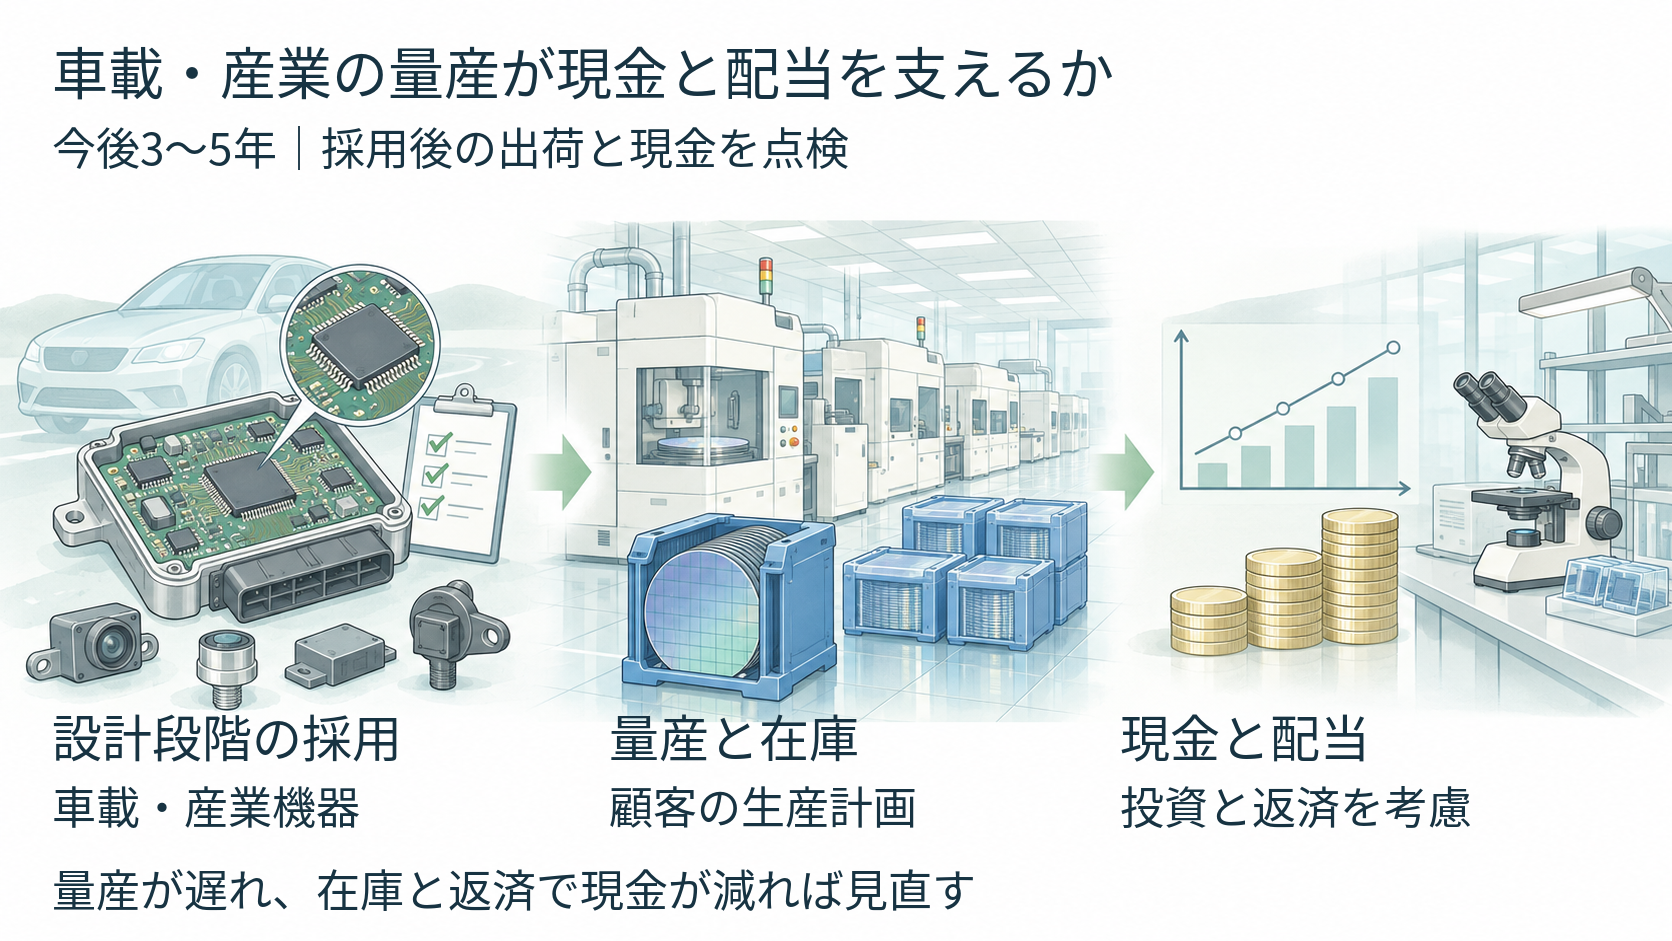 車載・産業の量産が現金と配当を支えるか
今後3〜5年｜採用後の出荷と現金を点検
設計段階の採用
車載・産業機器
量産と在庫
顧客の生産計画
現金と配当
投資と返済を考慮
量産が遅れ、在庫と返済で現金が減れば見直す